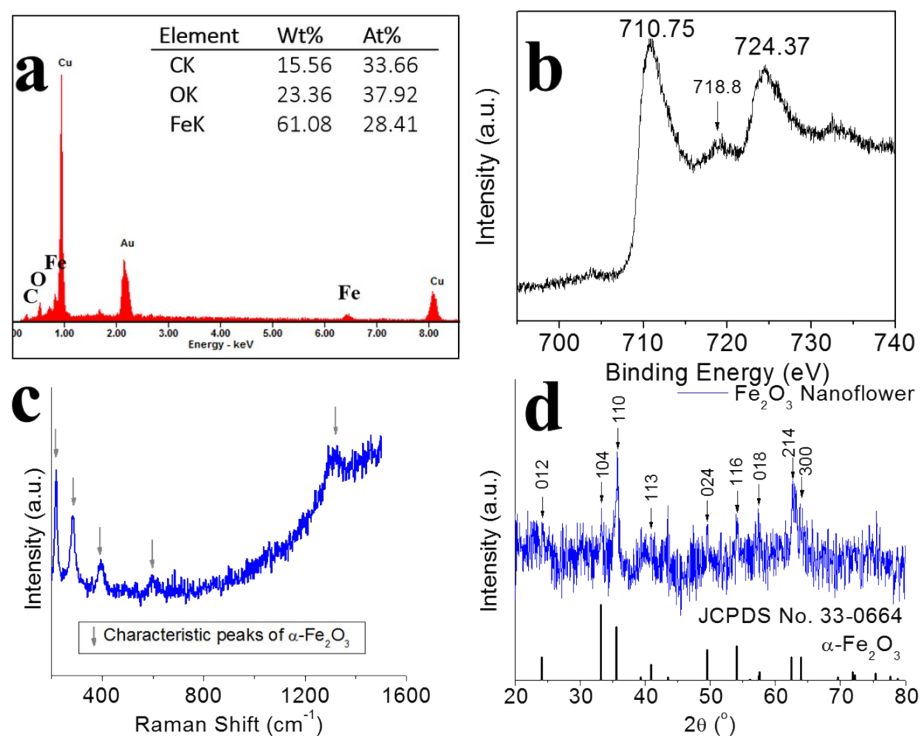 a
Element Wt% At%
CK 15.56 33.66
OK 23.36 37.92
FeK 61.08 28.41
Cu
Au
Cu
C
O
Fe
Fe
0.00 1.00 2.00 3.00 4.00 5.00 6.00 7.00 8.00
Energy - keV
b
710.75
718.8
724.37
Intensity (a.u.)
700 710 720 730 740
Binding Energy (eV)
c
Intensity (a.u.)
Characteristic peaks of α-Fe₂O₃
400 800 1200 1600
Raman Shift (cm⁻¹)
d
Fe₂O₃ Nanoflower
012
104
110
113
024
116
018
214
300
Intensity (a.u.)
JCPDS No. 33-0664
α-Fe₂O₃
20 30 40 50 60 70 80
2θ (°)